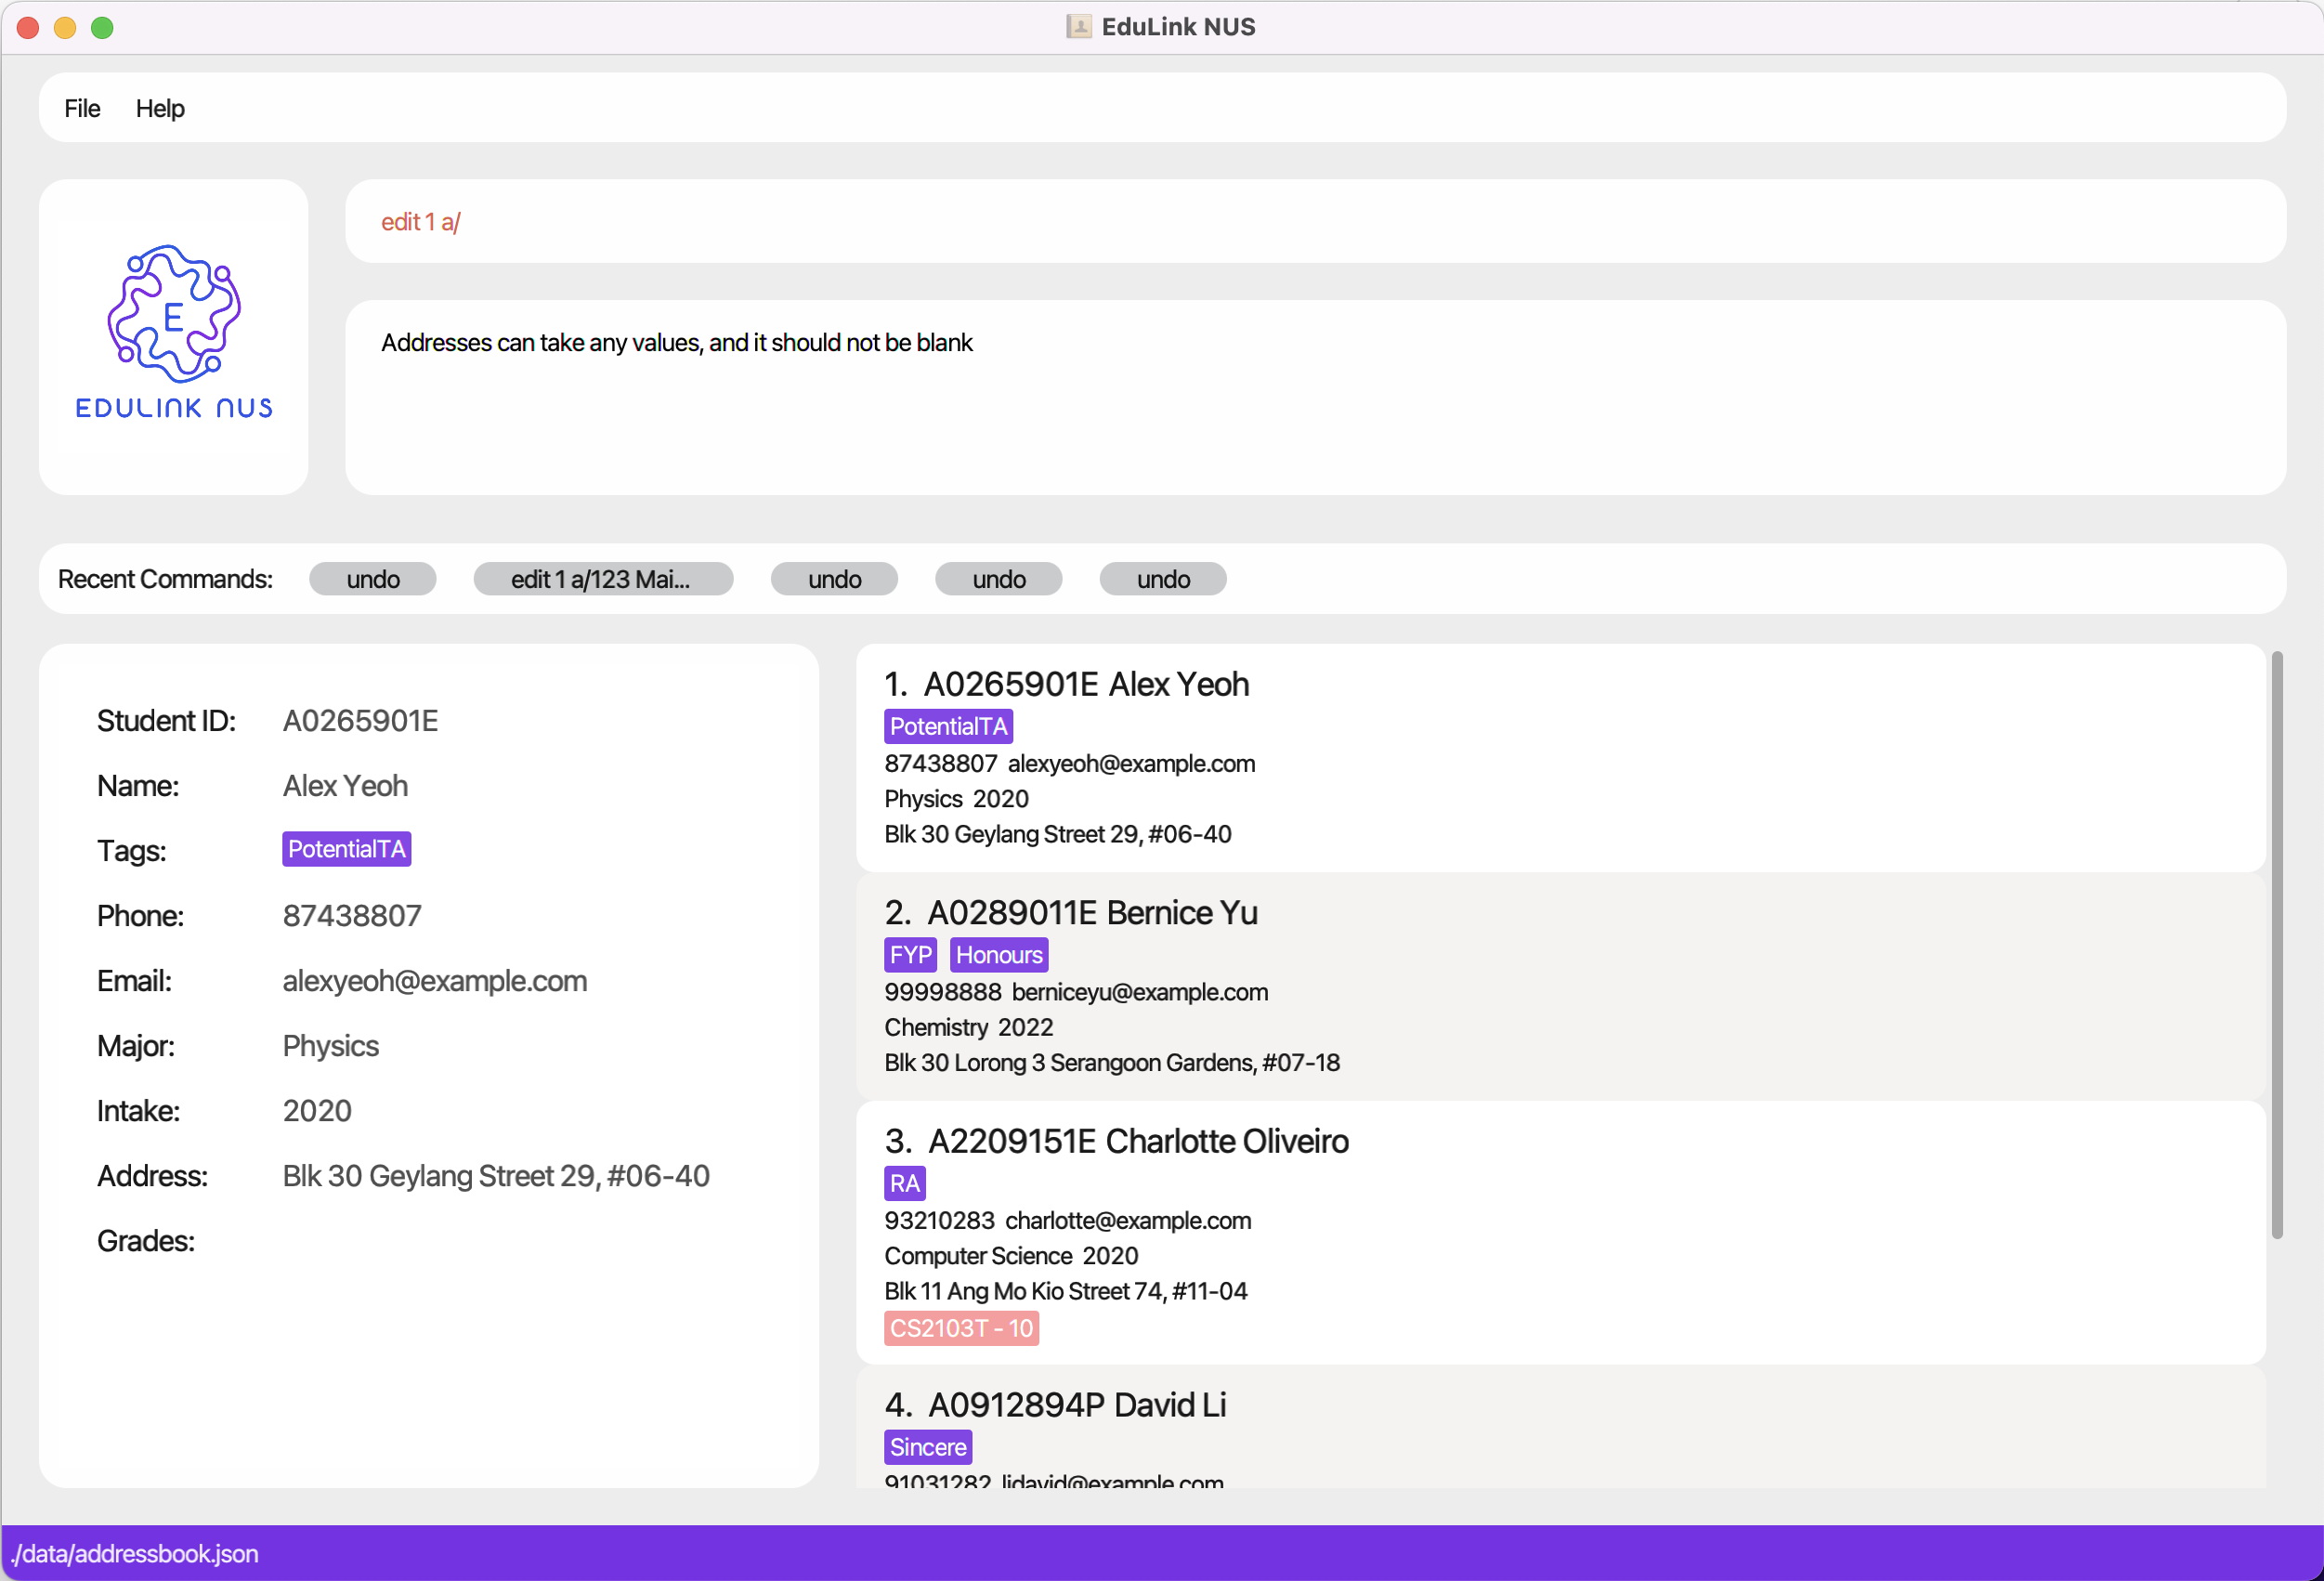 EduLink NUS
File Help
E
EDULINK NUS
edit 1 a/
Addresses can take any values, and it should not be blank
Recent Commands: undo edit 1 a/123 Mai... undo undo undo
Student ID: A0265901E
Name: Alex Yeoh
Tags: PotentialTA
Phone: 87438807
Email: alexyeoh@example.com
Major: Physics
Intake: 2020
Address: Blk 30 Geylang Street 29, #06-40
Grades:
1. A0265901E Alex Yeoh
PotentialTA
87438807 alexyeoh@example.com
Physics 2020
Blk 30 Geylang Street 29, #06-40
2. A0289011E Bernice Yu
FYP Honours
99998888 berniceyu@example.com
Chemistry 2022
Blk 30 Lorong 3 Serangoon Gardens, #07-18
3. A2209151E Charlotte Oliveiro
RA
93210283 charlotte@example.com
Computer Science 2020
Blk 11 Ang Mo Kio Street 74, #11-04
CS2103T - 10
4. A0912894P David Li
Sincere
91031282 lidavid@example.com
./data/addressbook.json